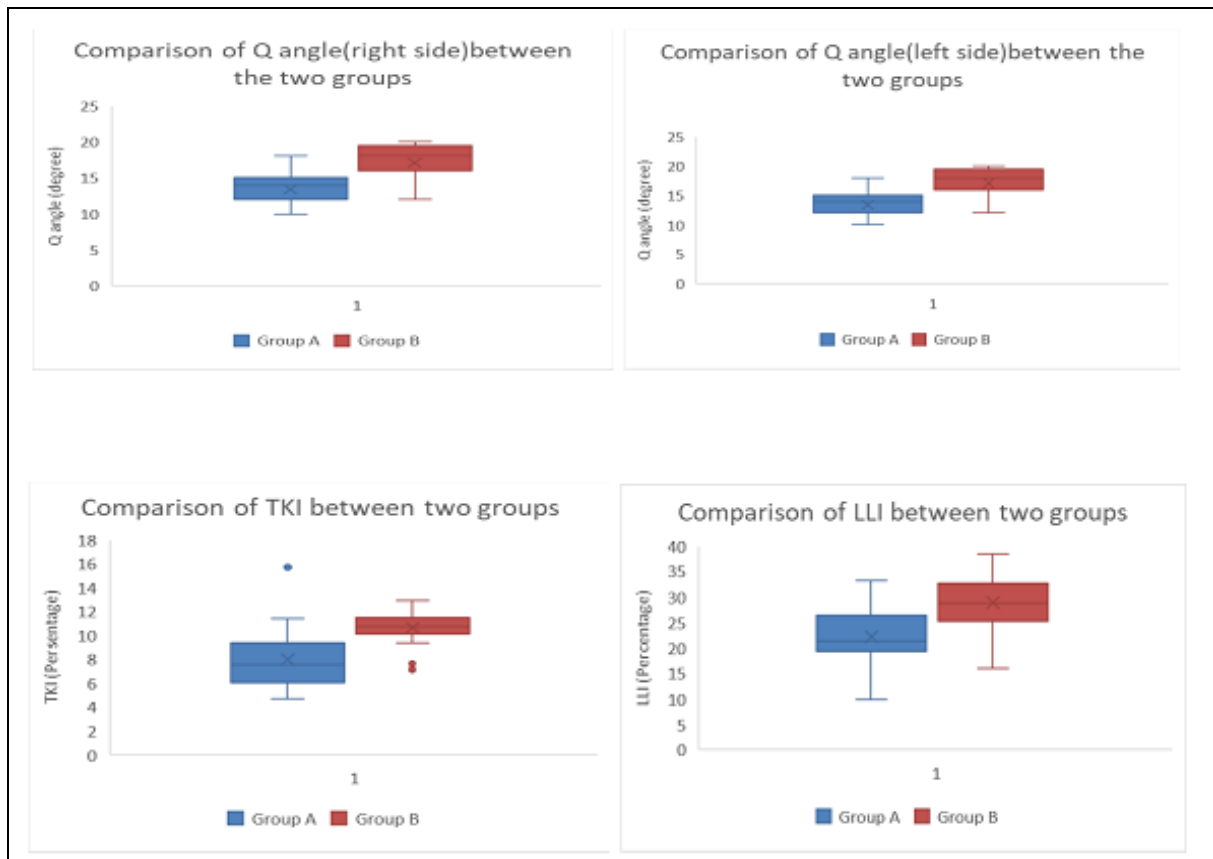 Comparison of Q angle(right side)between
the two groups
25
20
15
10
5
0
Q angle (degree)
1
Group A Group B
Comparison of Q angle(left side)between the
two groups
25
20
15
10
5
0
Q angle (degree)
1
Group A Group B
Comparison of TKI between two groups
18
16
14
12
10
8
6
4
2
0
TKI (Persentage)
1
Group A Group B
Comparison of LLI between two groups
40
35
30
25
20
15
10
5
0
LLI (Percentage)
1
Group A Group B